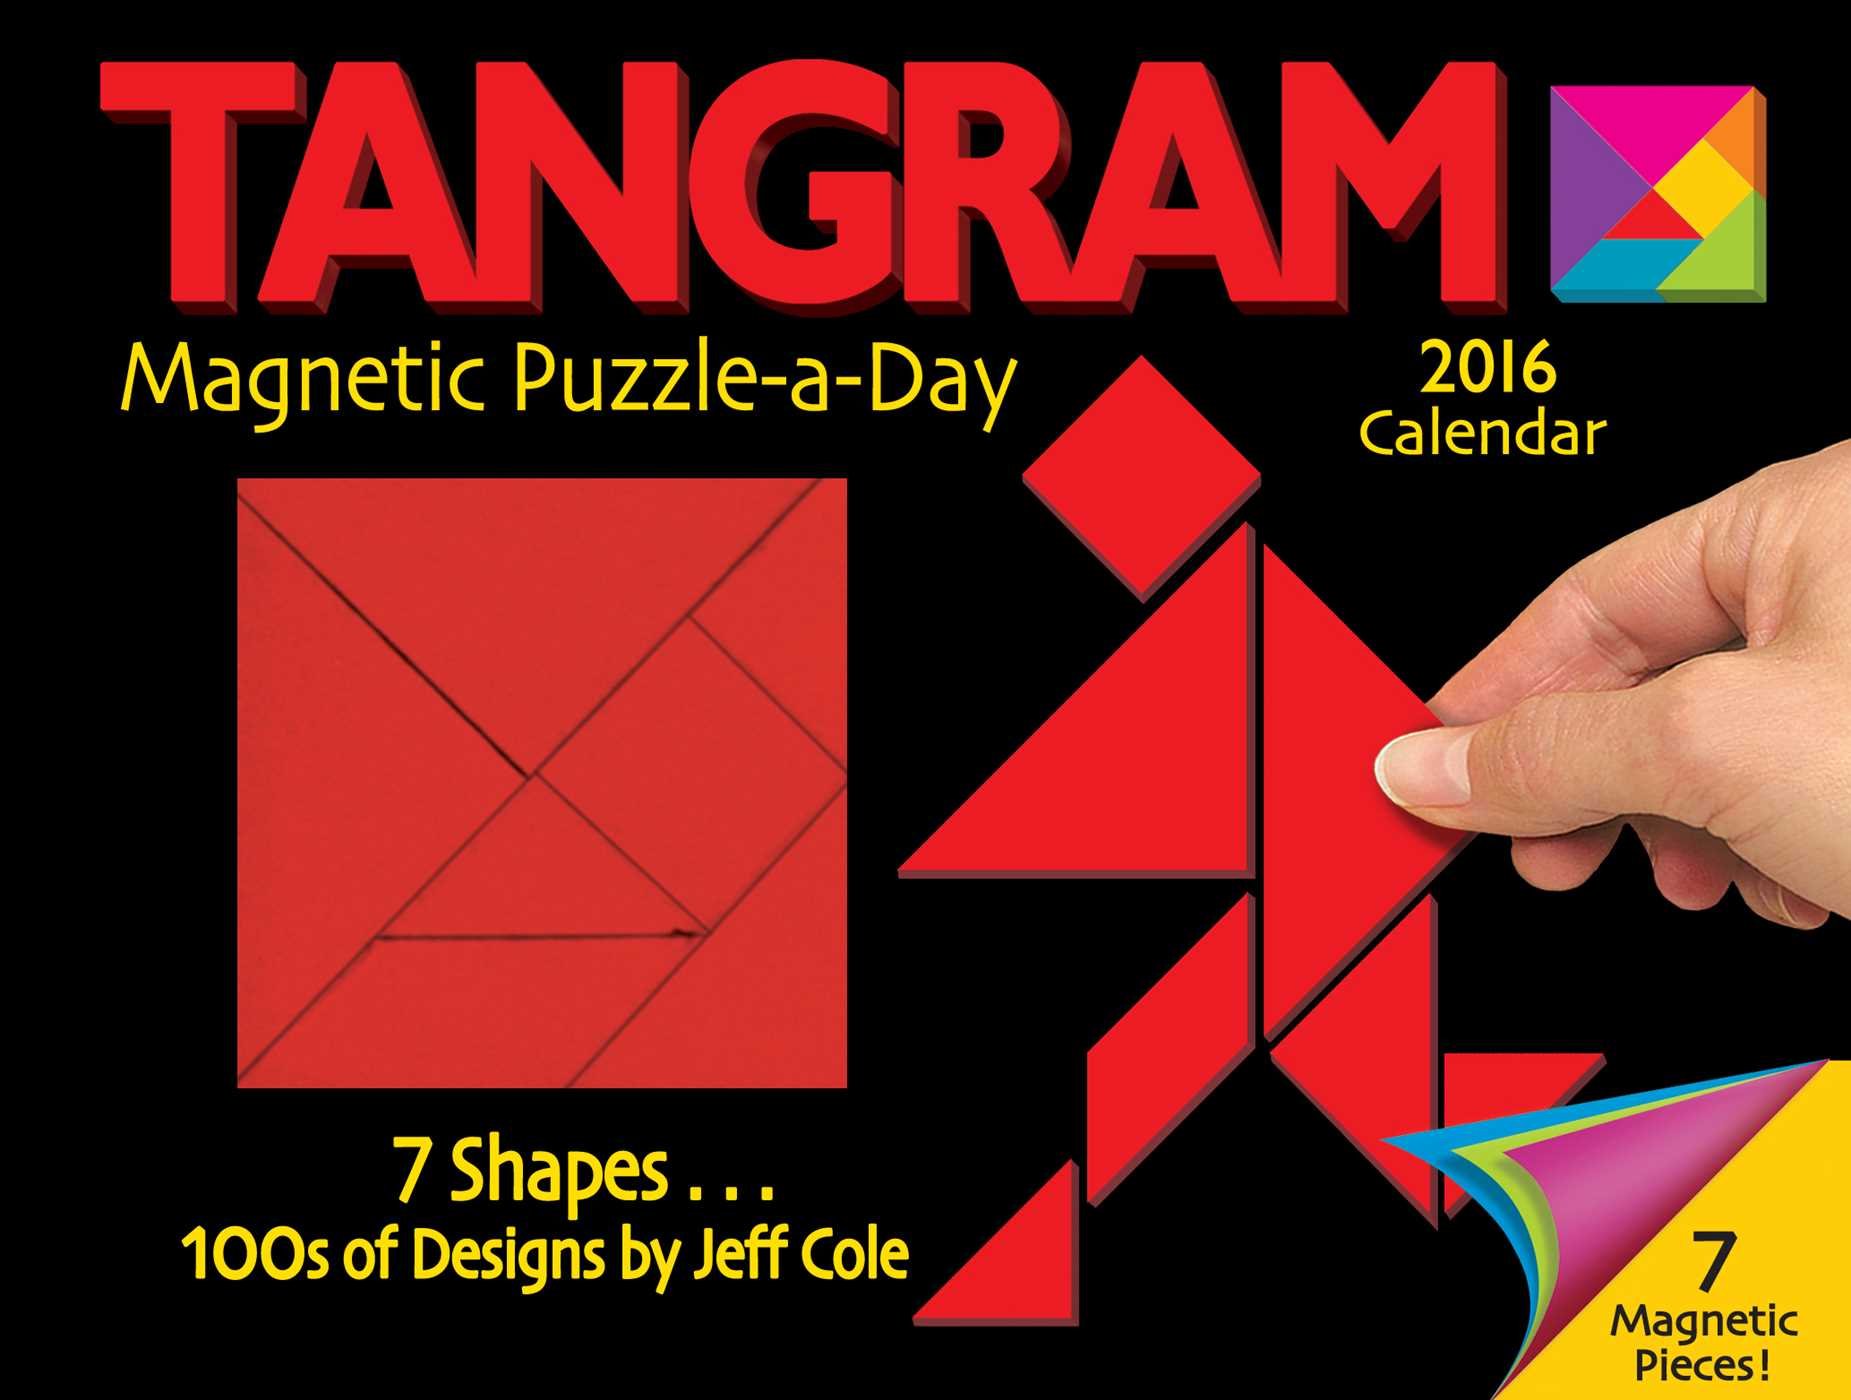 TANGRAM
Magnetic Puzzle-a-Day
2016
Calendar
7 Shapes . . .
100s of Designs by Jeff Cole
7
Magnetic
Pieces!